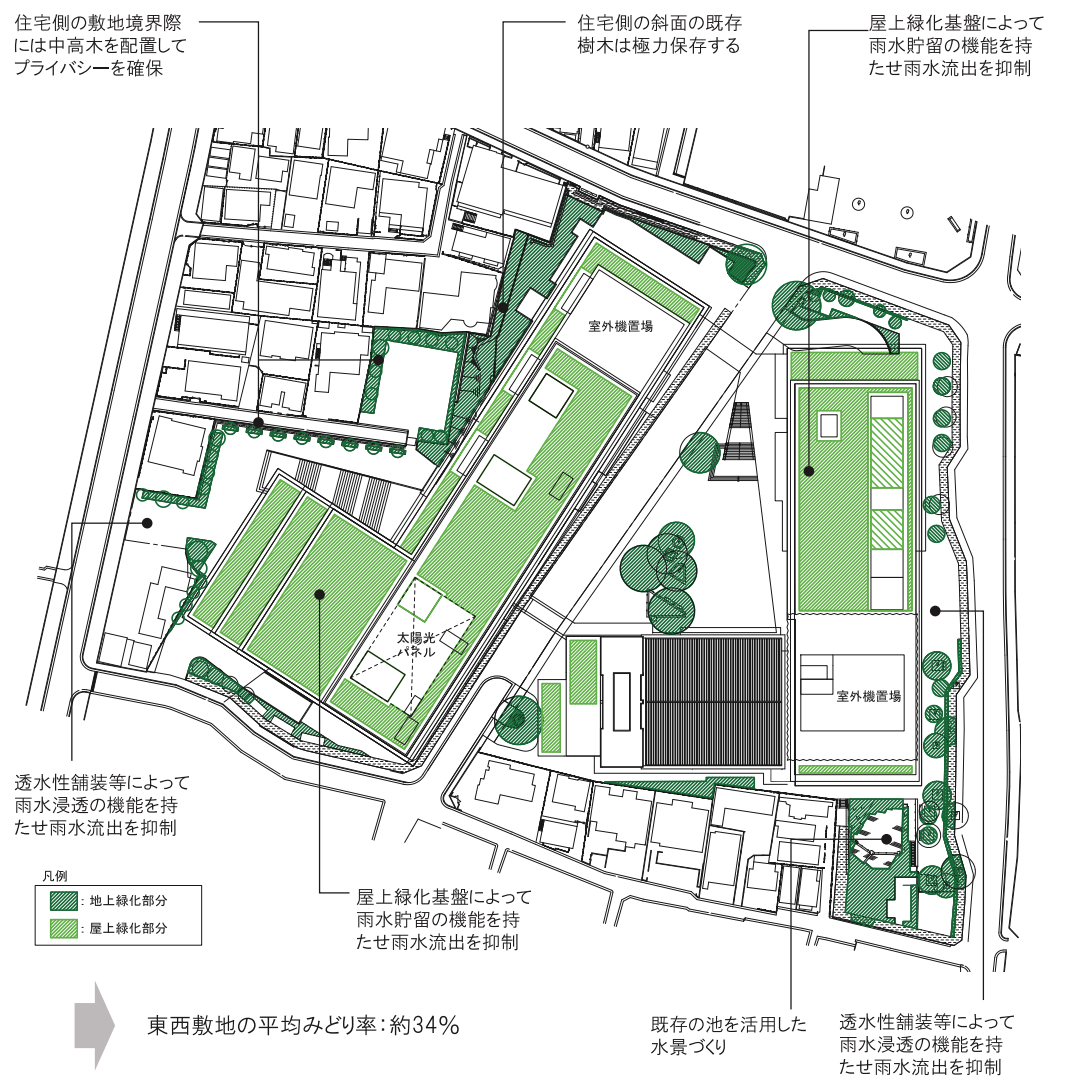 住宅側の敷地境界際
には中高木を配置して
プライバシーを確保
住宅側の斜面の既存
樹木は極力保存する
屋上緑化基盤によって
雨水貯留の機能を持
たせ雨水流出を抑制
室外機置場
太陽光
パネル
室外機置場
透水性舗装等によって
雨水浸透の機能を持
たせ雨水流出を抑制
凡例
：地上緑化部分
：屋上緑化部分
屋上緑化基盤によって
雨水貯留の機能を持
たせ雨水流出を抑制
既存の池を活用した
水景づくり
透水性舗装等によって
雨水浸透の機能を持
たせ雨水流出を抑制
東西敷地の平均みどり率：約34％